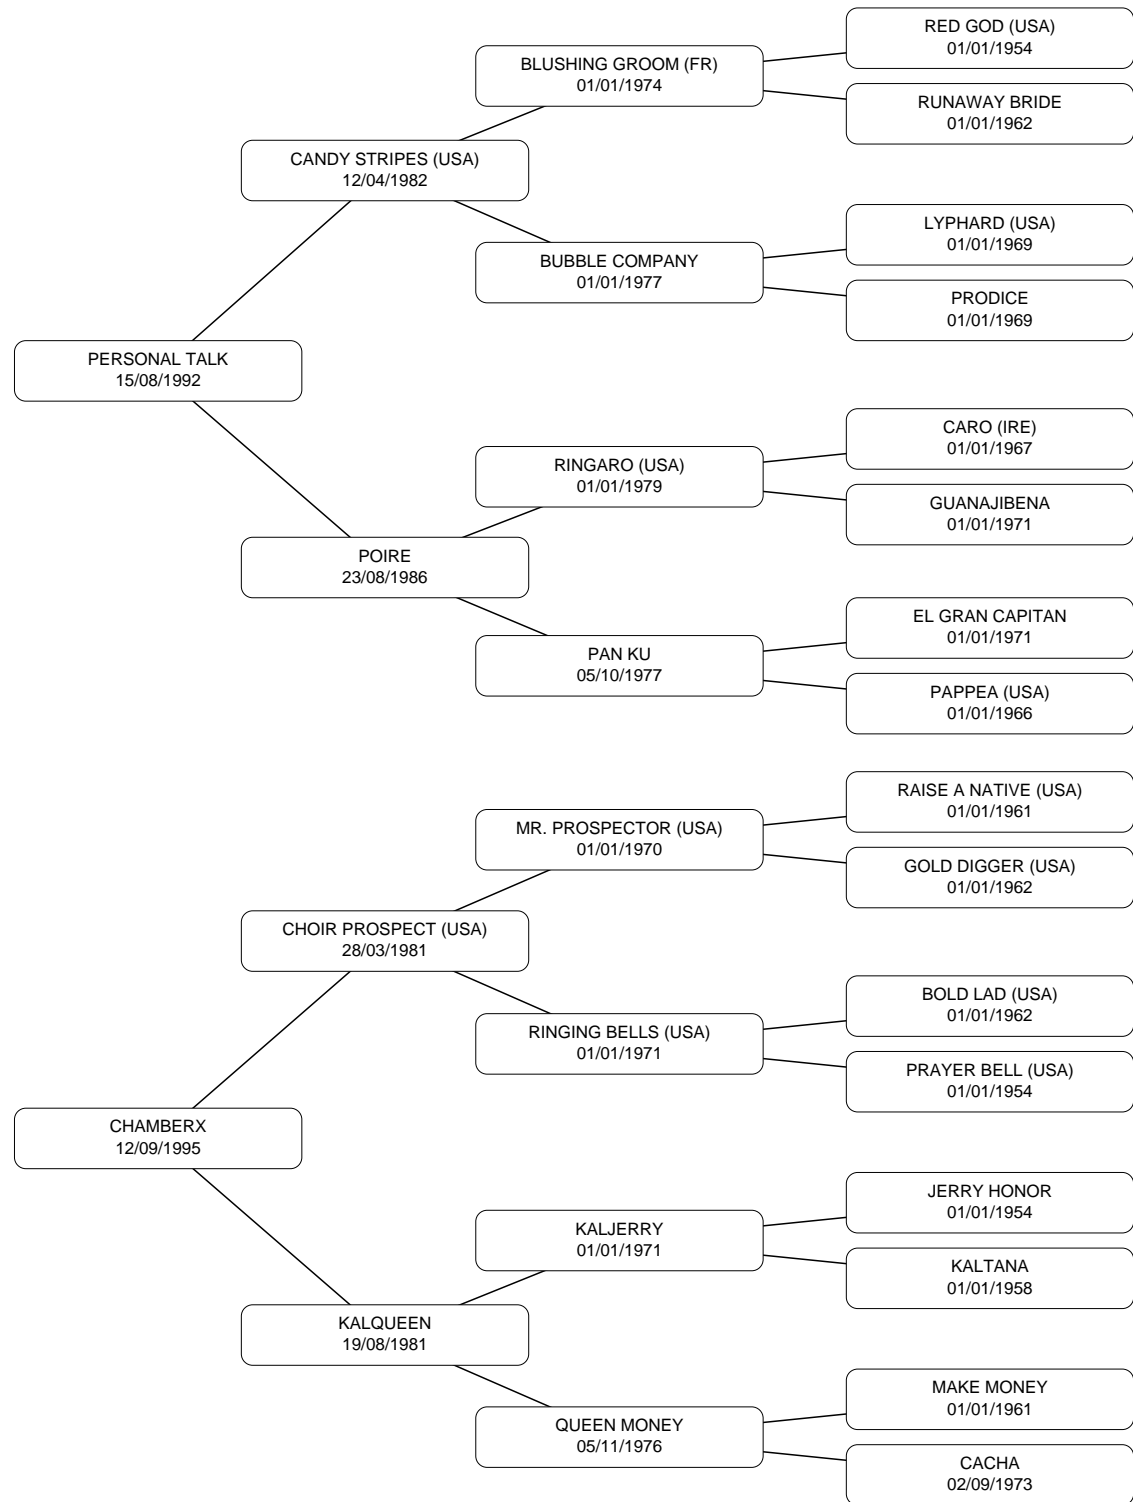 RED GOD (USA)
01/01/1954
BLUSHING GROOM (FR)
01/01/1974
RUNAWAY BRIDE
01/01/1962
CANDY STRIPES (USA)
12/04/1982
LYPHARD (USA)
01/01/1969
BUBBLE COMPANY
01/01/1977
PRODICE
01/01/1969
PERSONAL TALK
15/08/1992
CARO (IRE)
01/01/1967
RINGARO (USA)
01/01/1979
GUANAJIBENA
01/01/1971
POIRE
23/08/1986
EL GRAN CAPITAN
01/01/1971
PAN KU
05/10/1977
PAPPEA (USA)
01/01/1966
RAISE A NATIVE (USA)
01/01/1961
MR. PROSPECTOR (USA)
01/01/1970
GOLD DIGGER (USA)
01/01/1962
CHOIR PROSPECT (USA)
28/03/1981
BOLD LAD (USA)
01/01/1962
RINGING BELLS (USA)
01/01/1971
PRAYER BELL (USA)
01/01/1954
CHAMBERX
12/09/1995
JERRY HONOR
01/01/1954
KALJERRY
01/01/1971
KALTANA
01/01/1958
KALQUEEN
19/08/1981
MAKE MONEY
01/01/1961
QUEEN MONEY
05/11/1976
CACHA
02/09/1973